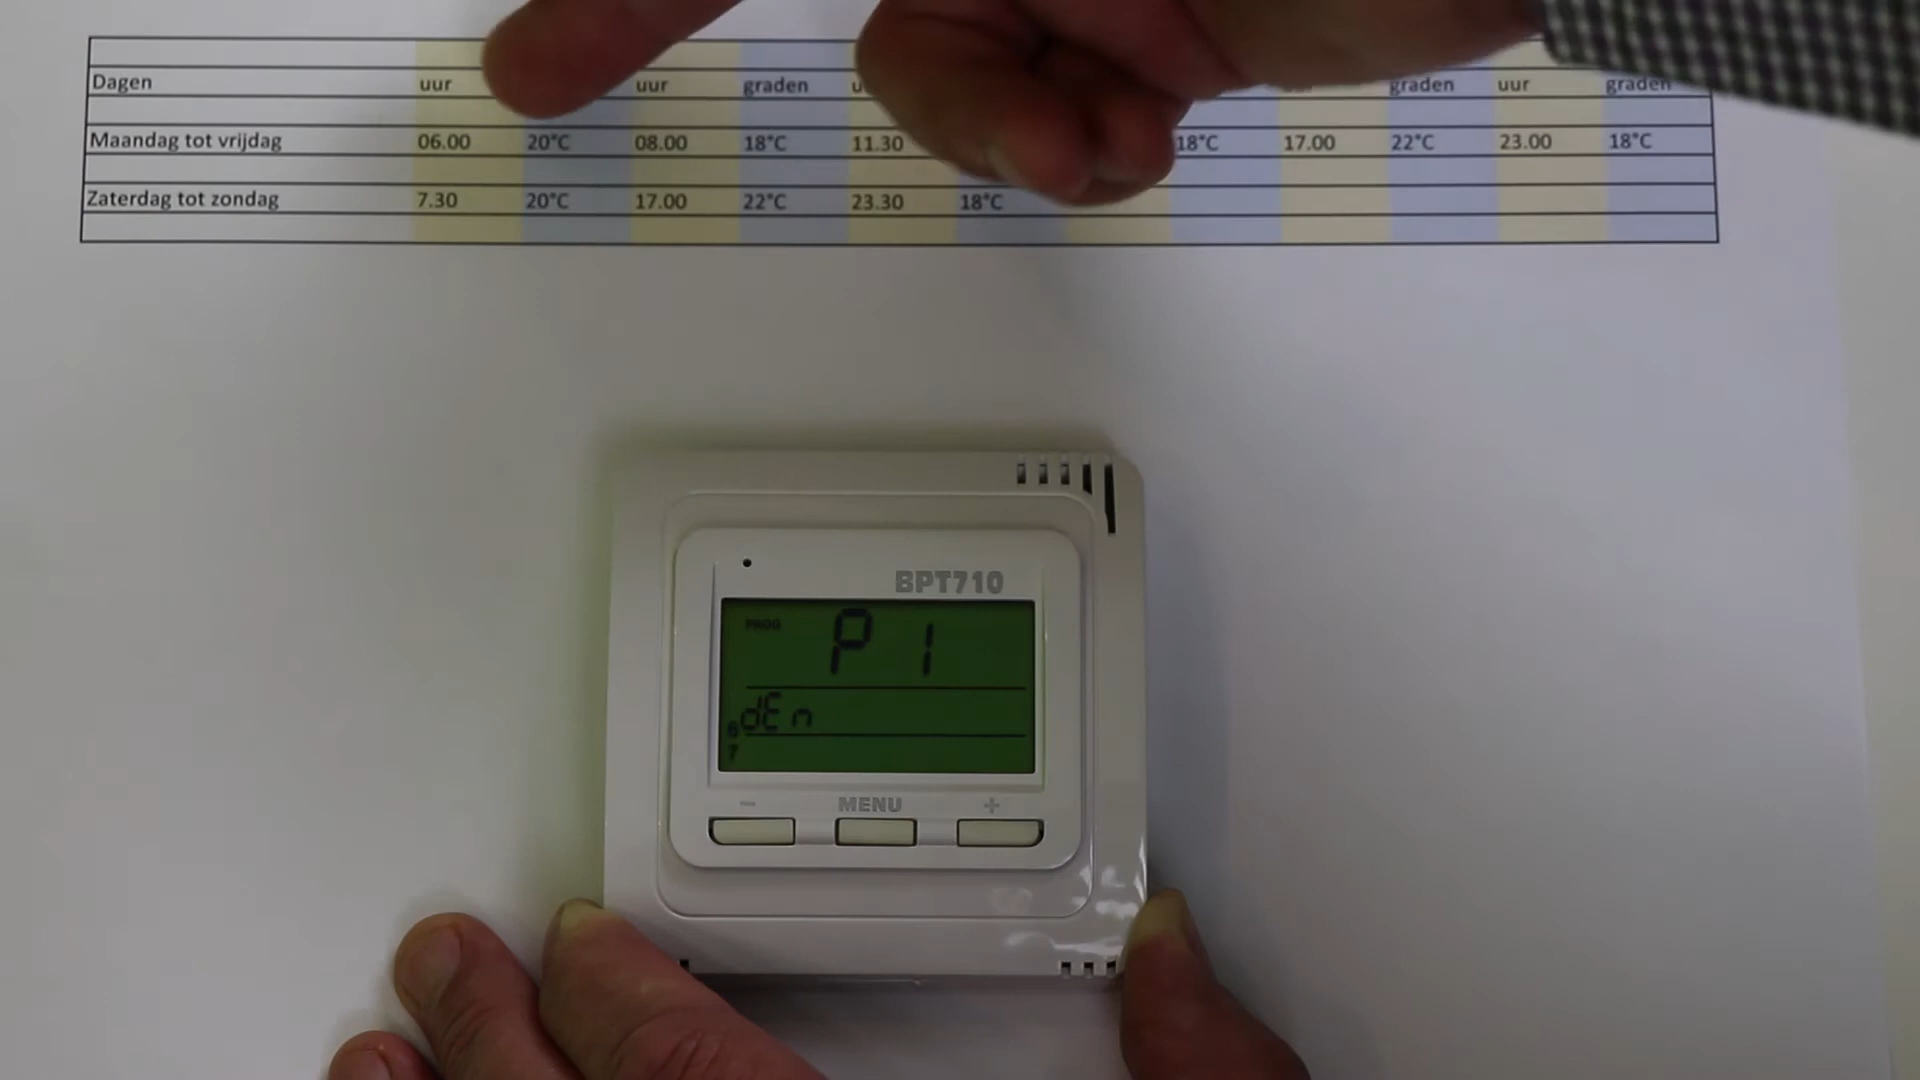 Dagen uur uur graden graden uur graden
Maandag tot vrijdag 06.00 20°C 08.00 18°C 11.30 18°C 17.00 22°C 23.00 18°C
Zaterdag tot zondag 7.30 20°C 17.00 22°C 23.30 18°C
BPT710
PROG P 1
dEn
6
7
— MENU +